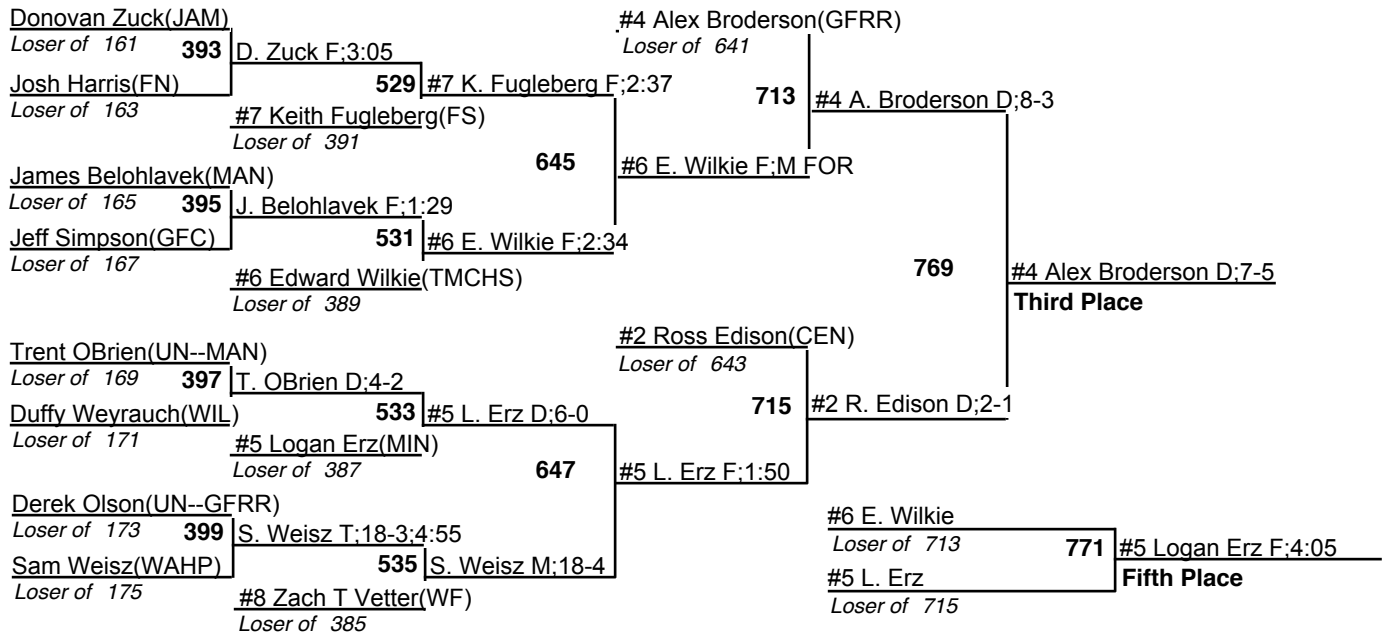 Donovan Zuck(JAM)
Loser of 161
393
D. Zuck F;3:05
Josh Harris(FN)
Loser of 163
529
#7 K. Fugleberg F;2:37
#7 Keith Fugleberg(FS)
Loser of 391
James Belohlavek(MAN)
Loser of 165
395
J. Belohlavek F;1:29
Jeff Simpson(GFC)
Loser of 167
531
#6 E. Wilkie F;2:34
#6 Edward Wilkie(TMCHS)
Loser of 389
645
#6 E. Wilkie F;M FOR
#4 Alex Broderson(GFRR)
Loser of 641
713
#4 A. Broderson D;8-3
Trent OBrien(UN--MAN)
Loser of 169
397
T. OBrien D;4-2
Duffy Weyrauch(WIL)
Loser of 171
533
#5 L. Erz D;6-0
#5 Logan Erz(MIN)
Loser of 387
Derek Olson(UN--GFRR)
Loser of 173
399
S. Weisz T;18-3;4:55
Sam Weisz(WAHP)
Loser of 175
535
S. Weisz M;18-4
#8 Zach T Vetter(WF)
Loser of 385
647
#5 L. Erz F;1:50
#2 Ross Edison(CEN)
Loser of 643
715
#2 R. Edison D;2-1
769
#4 Alex Broderson D;7-5
Third Place
#6 E. Wilkie
Loser of 713
771
#5 Logan Erz F;4:05
#5 L. Erz
Fifth Place
Loser of 715